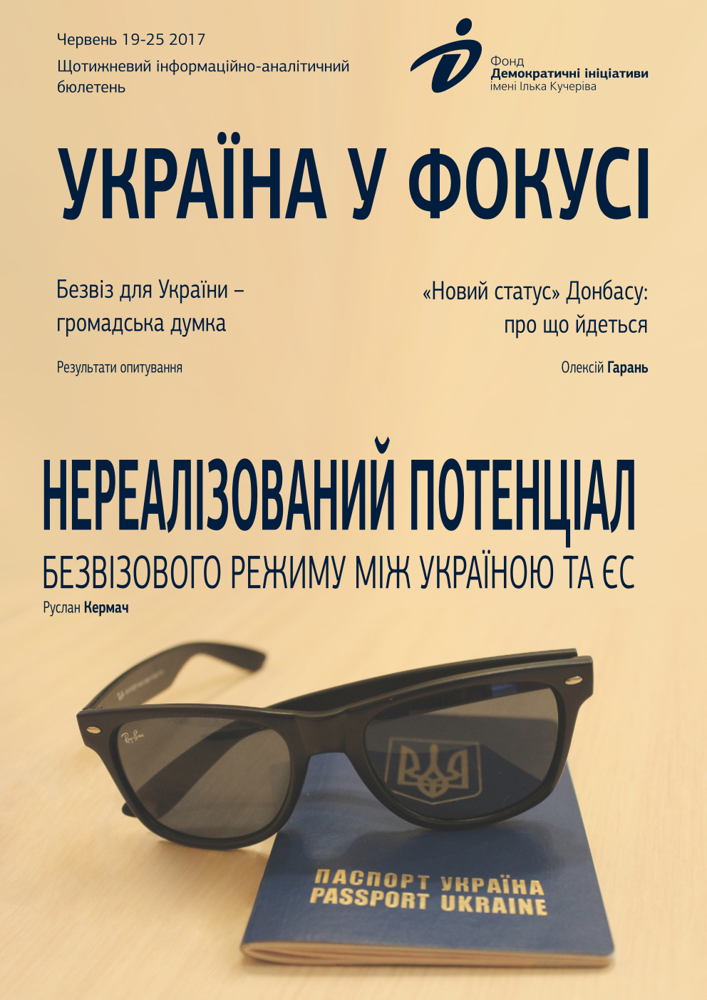 Червень 19-25 2017
Щотижневий інформаційно-аналітичний
бюлетень
Фонд
Демократичні ініціативи
імені Ілька Кучеріва
УКРАЇНА У ФОКУСІ
Безвіз для України –
громадська думка
Результати опитування
«Новий статус» Донбасу:
про що йдеться
Олексій Гарань
НЕРЕАЛІЗОВАНИЙ ПОТЕНЦІАЛ
БЕЗВІЗОВОГО РЕЖИМУ МІЖ УКРАЇНОЮ ТА ЄС
Руслан Кермач
Ray-Ban
ПАСПОРТ УКРАЇНА
PASSPORT UKRAINE